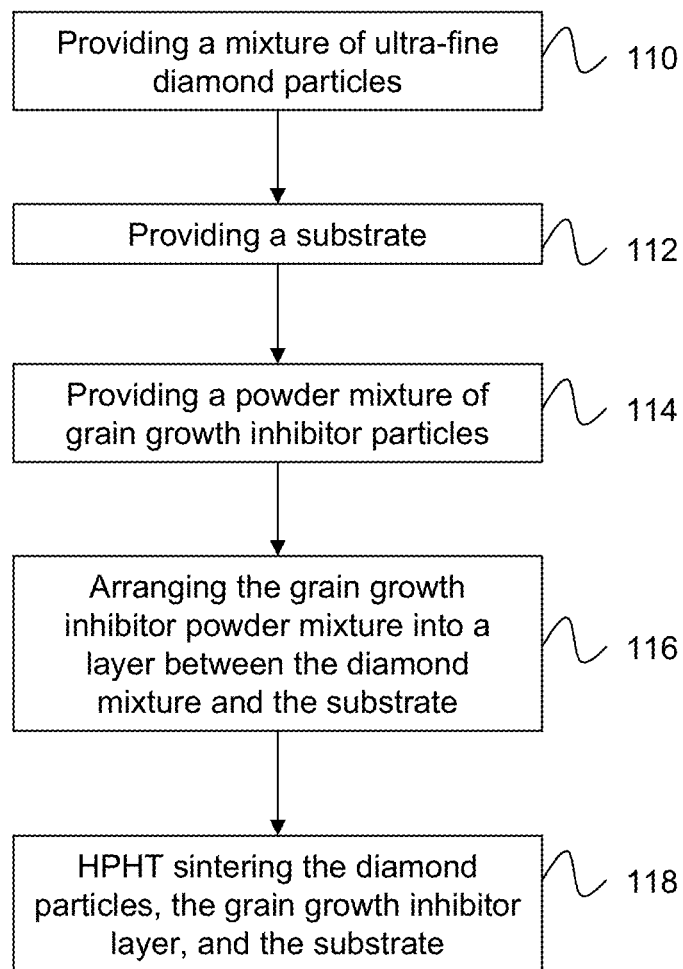 Providing a mixture of ultra-fine
diamond particles
110
Providing a substrate
112
Providing a powder mixture of
grain growth inhibitor particles
114
Arranging the grain growth
inhibitor powder mixture into a
layer between the diamond
mixture and the substrate
116
HPHT sintering the diamond
particles, the grain growth inhibitor
layer, and the substrate
118